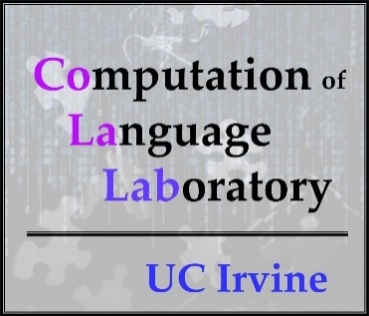 Computation of
Language
Laboratory
UC Irvine